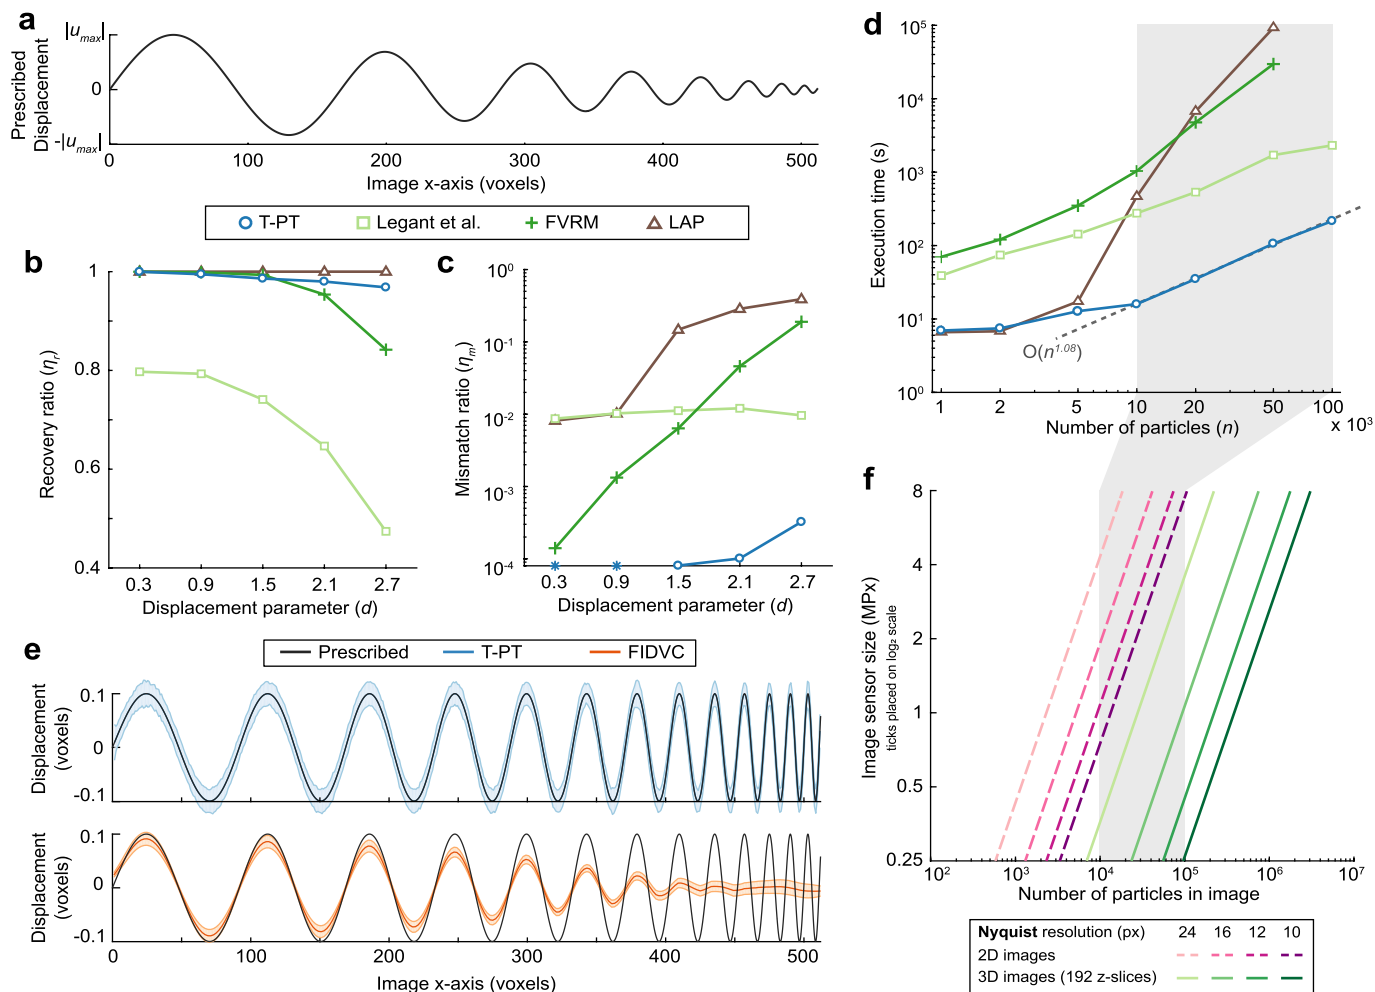 a
Prescribed
Displacement
|u_max|
0
-|u_max|
0 100 200 300 400 500
Image x-axis (voxels)
T-PT Legant et al. FVRM LAP
b
Recovery ratio (η_r)
1
0.8
0.6
0.4
0.3 0.9 1.5 2.1 2.7
Displacement parameter (d)
c
Mismatch ratio (η_m)
10^0
10^-1
10^-2
10^-3
10^-4
0.3 0.9 1.5 2.1 2.7
Displacement parameter (d)
d
Execution time (s)
10^5
10^4
10^3
10^2
10^1
10^0
O(n^1.08)
1 2 5 10 20 50 100
Number of particles (n)
x 10^3
e
Prescribed T-PT FIDVC
Displacement
(voxels)
0.1
0
-0.1
Displacement
(voxels)
0.1
0
-0.1
0 100 200 300 400 500
Image x-axis (voxels)
f
Image sensor size (MPx)
ticks placed on log₂ scale
8
4
2
1
0.5
0.25
10^2 10^3 10^4 10^5 10^6 10^7
Number of particles in image
Nyquist resolution (px) 24 16 12 10
2D images
3D images (192 z-slices)